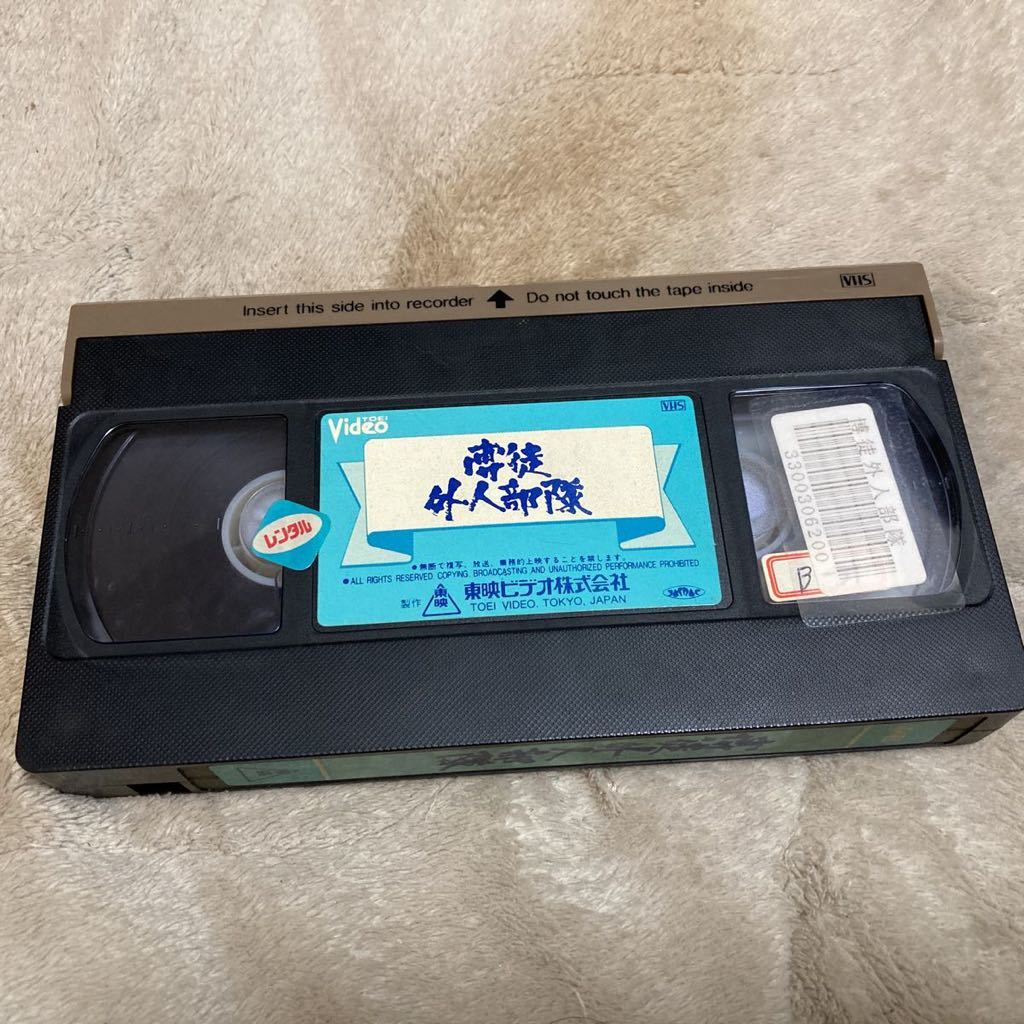 Insert this side into recorder ↑ Do not touch the tape inside
VHS
TOEI
Video
VHS
博徒
外人部隊
レンタル
●無断で複写、放送、業務的上映することを禁じます。
●ALL RIGHTS RESERVED. COPYING, BROADCASTING AND UNAUTHORIZED PERFORMANCE PROHIBITED
製作 東映 東映ビデオ株式会社
TOEI VIDEO, TOKYO, JAPAN
博徒外人部隊
B